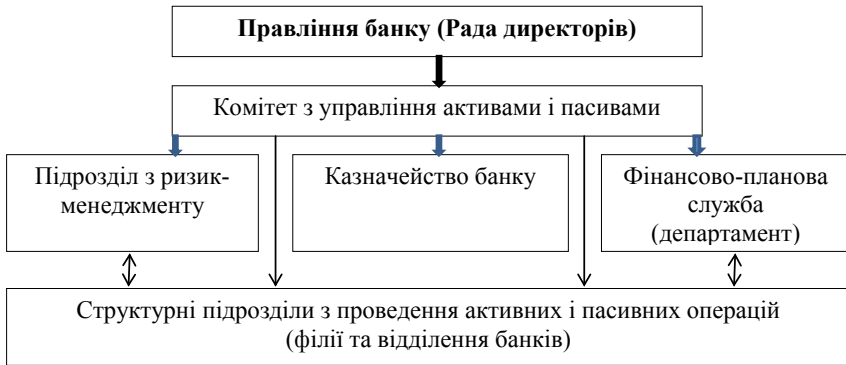 Правління банку (Рада директорів)
Комітет з управління активами і пасивами
Підрозділ з ризик-
менеджменту
Казначейство банку
Фінансово-планова
служба
(департамент)
Структурні підрозділи з проведення активних і пасивних операцій
(філії та відділення банків)